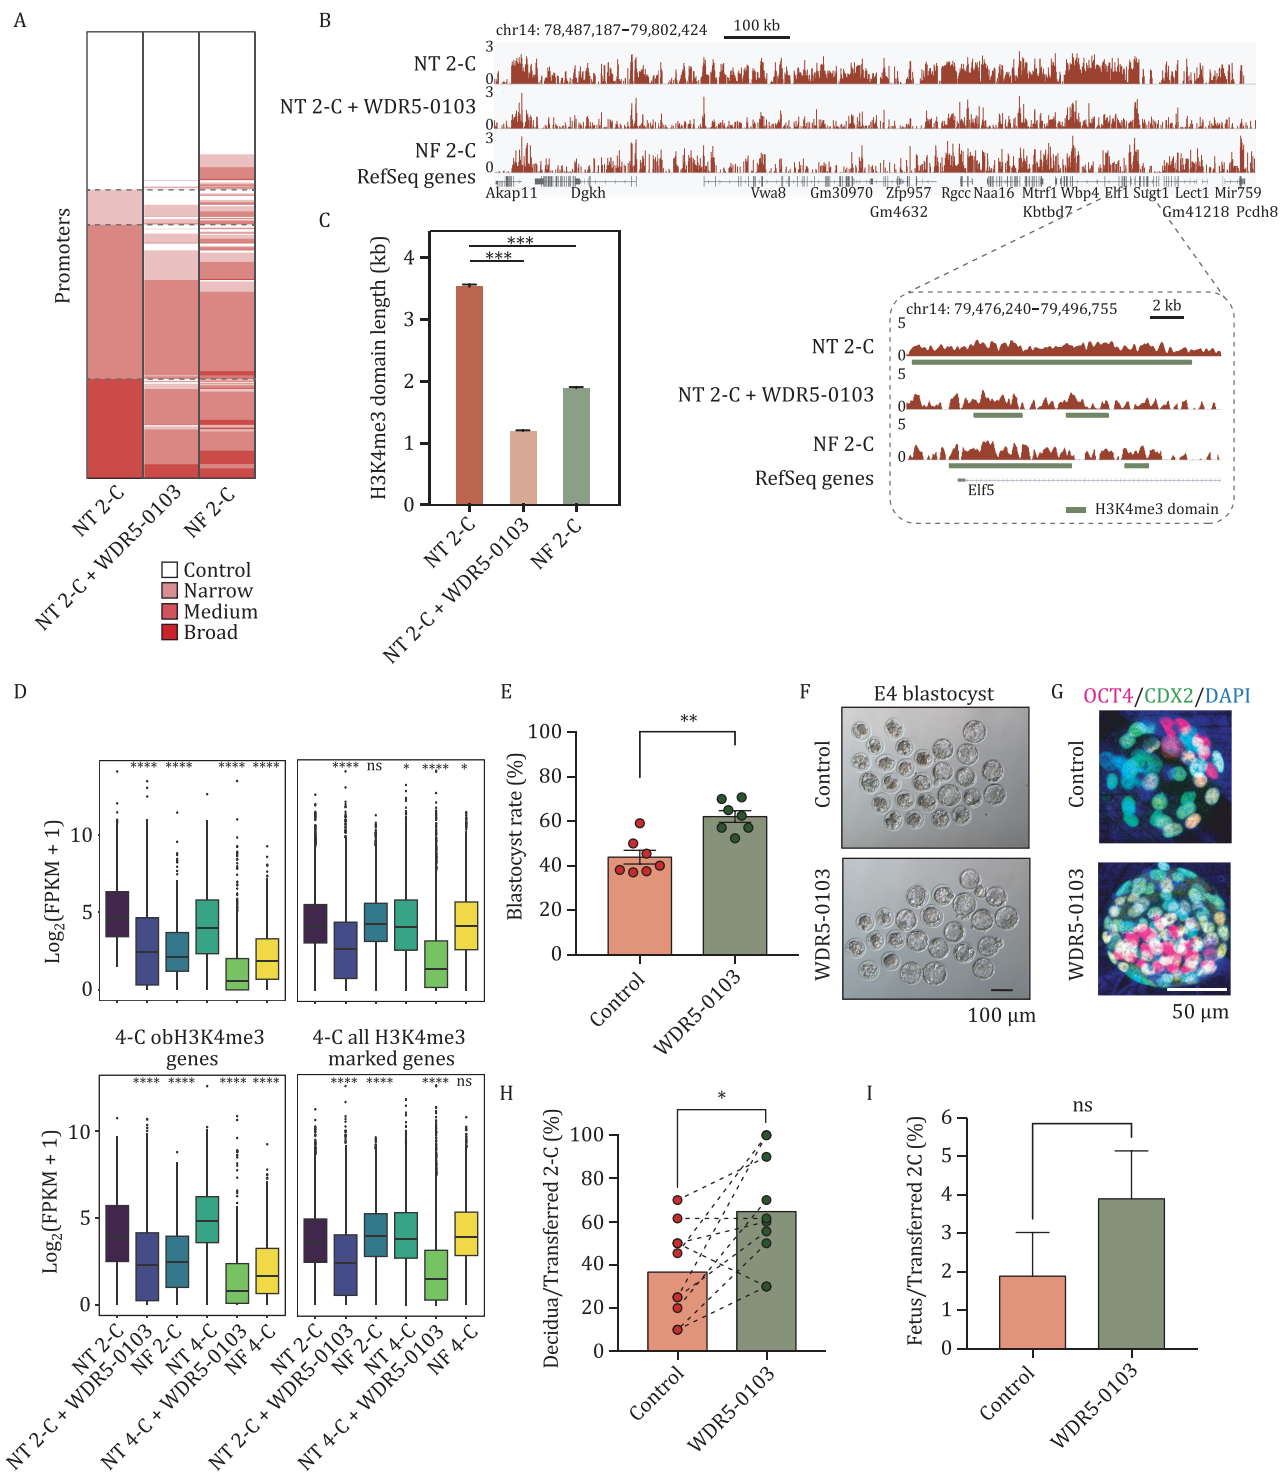 A
Promoters
NT 2-C
NT 2-C + WDR5-0103
NF 2-C
Control
Narrow
Medium
Broad
B
chr14: 78,487,187–79,802,424
100 kb
NT 2-C
3
0
NT 2-C + WDR5-0103
3
0
NF 2-C
3
0
RefSeq genes
Akap11 Dgkh Vwa8 Gm30970 Zfp957 Rgcc Naa16 Mtrf1 Wbp4 Elf1 Sugt1 Lect1 Mir759
Gm4632 Kbtbd7 Gm41218 Pcdh8
chr14: 79,476,240–79,496,755
2 kb
NT 2-C
5
0
NT 2-C + WDR5-0103
5
0
NF 2-C
5
0
RefSeq genes
Elf5
H3K4me3 domain
C
H3K4me3 domain length (kb)
4
3
2
1
0
***
***
NT 2-C
NT 2-C + WDR5-0103
NF 2-C
D
Log2(FPKM + 1)
10
5
0
**** **** **** ****
**** ns * **** *
4-C obH3K4me3
genes
4-C all H3K4me3
marked genes
Log2(FPKM + 1)
10
5
0
**** **** **** ****
**** **** **** ns
NT 2-C
NT 2-C + WDR5-0103
NF 2-C
NT 4-C
NT 4-C + WDR5-0103
NF 4-C
NT 2-C
NT 2-C + WDR5-0103
NF 2-C
NT 4-C
NT 4-C + WDR5-0103
NF 4-C
E
Blastocyst rate (%)
100
80
60
40
20
0
**
Control
WDR5-0103
F
E4 blastocyst
Control
WDR5-0103
100 μm
G
OCT4/CDX2/DAPI
Control
WDR5-0103
50 μm
H
Decidua/Transferred 2-C (%)
100
80
60
40
20
0
*
Control
WDR5-0103
I
Fetus/Transferred 2C (%)
6
5
4
3
2
1
0
ns
Control
WDR5-0103